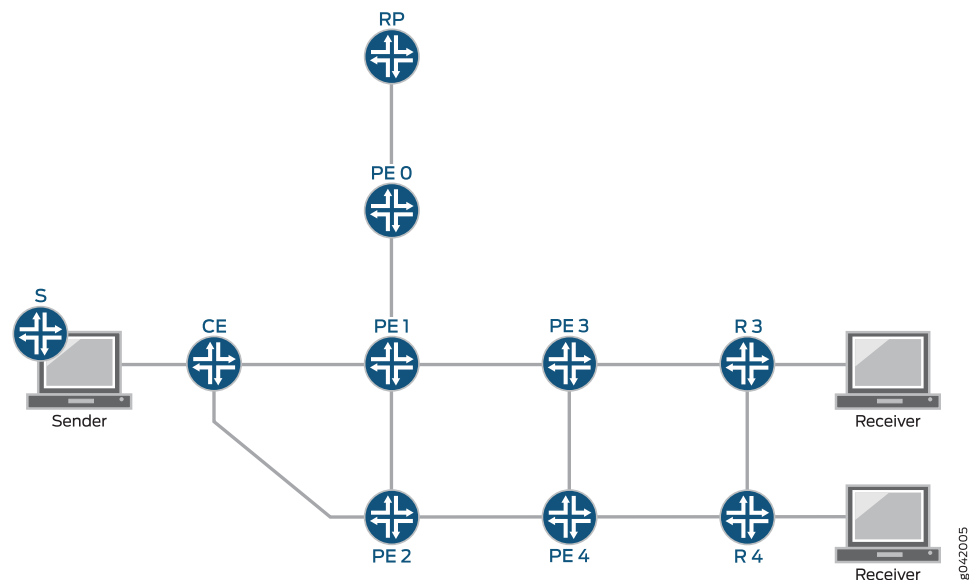 RP
PE 0
S
CE
PE 1
PE 3
R 3
Sender
Receiver
PE 2
PE 4
R 4
Receiver
g042005